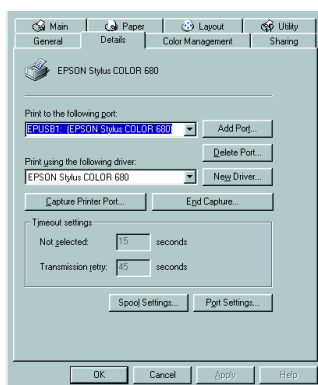 Main Paper Layout Utility
General Details Color Management Sharing
EPSON Stylus COLOR 680
Print to the following port:
EPUSB1: (EPSON Stylus COLOR 680) Add Port...
Delete Port...
Print using the following driver:
EPSON Stylus COLOR 680 New Driver...
Capture Printer Port... End Capture...
Timeout settings
Not selected: 15 seconds
Transmission retry: 45 seconds
Spool Settings... Port Settings...
OK Cancel Apply Help